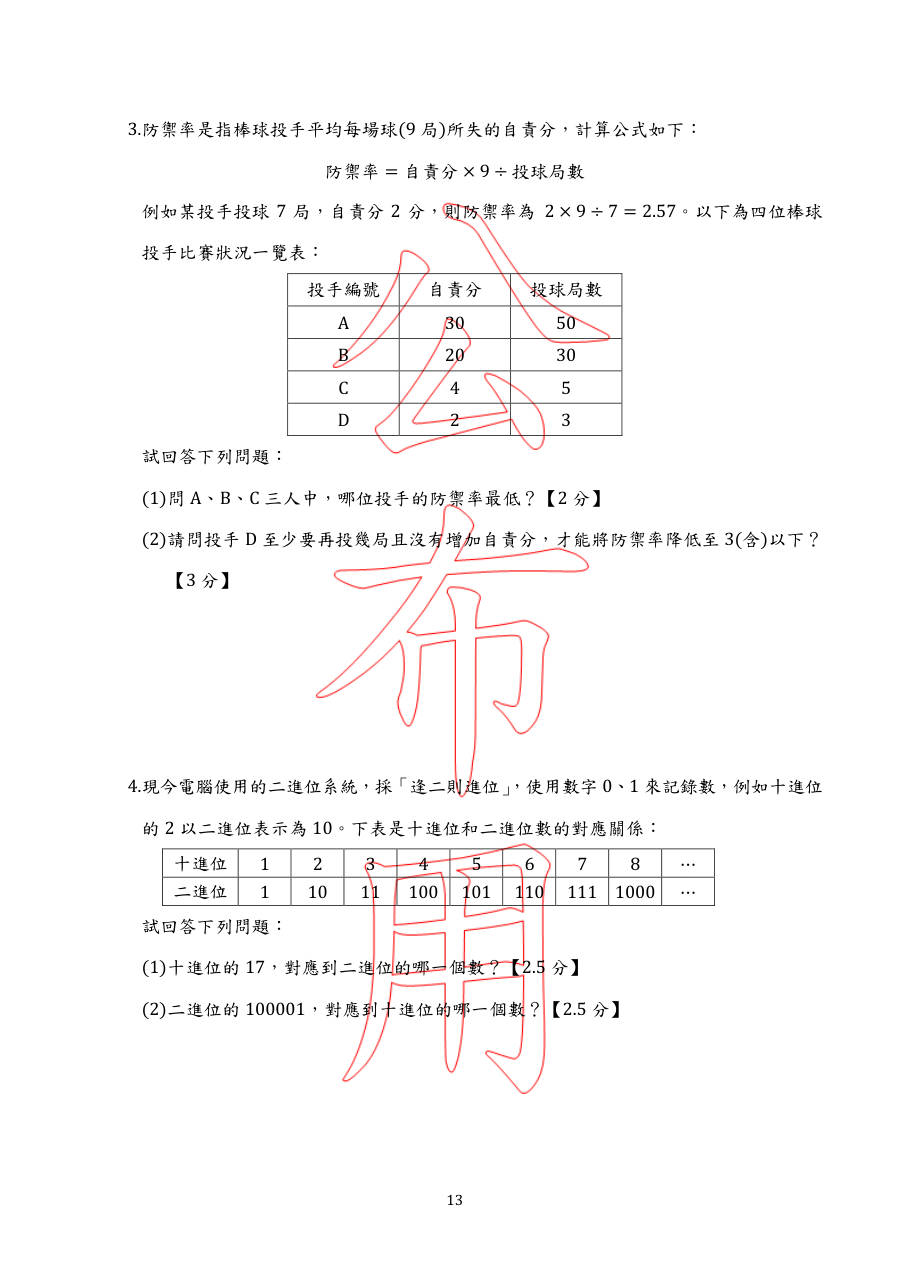 3.防禦率是指棒球投手平均每場球(9 局)所失的自責分，計算公式如下：
防禦率 = 自責分 × 9 ÷ 投球局數
例如某投手投球 7 局，自責分 2 分，則防禦率為 2 × 9 ÷ 7 = 2.57。以下為四位棒球
投手比賽狀況一覽表：
投手編號 自責分 投球局數
A 30 50
B 20 30
C 4 5
D 2 3
試回答下列問題：
(1)問 A、B、C 三人中，哪位投手的防禦率最低？【2 分】
(2)請問投手 D 至少要再投幾局且沒有增加自責分，才能將防禦率降低至 3(含)以下？
【3 分】
4.現今電腦使用的二進位系統，採「逢二則進位」，使用數字 0、1 來記錄數，例如十進位
的 2 以二進位表示為 10。下表是十進位和二進位數的對應關係：
十進位 1 2 3 4 5 6 7 8 ⋯
二進位 1 10 11 100 101 110 111 1000 ⋯
試回答下列問題：
(1)十進位的 17，對應到二進位的哪一個數？【2.5 分】
(2)二進位的 100001，對應到十進位的哪一個數？【2.5 分】
13
公布用